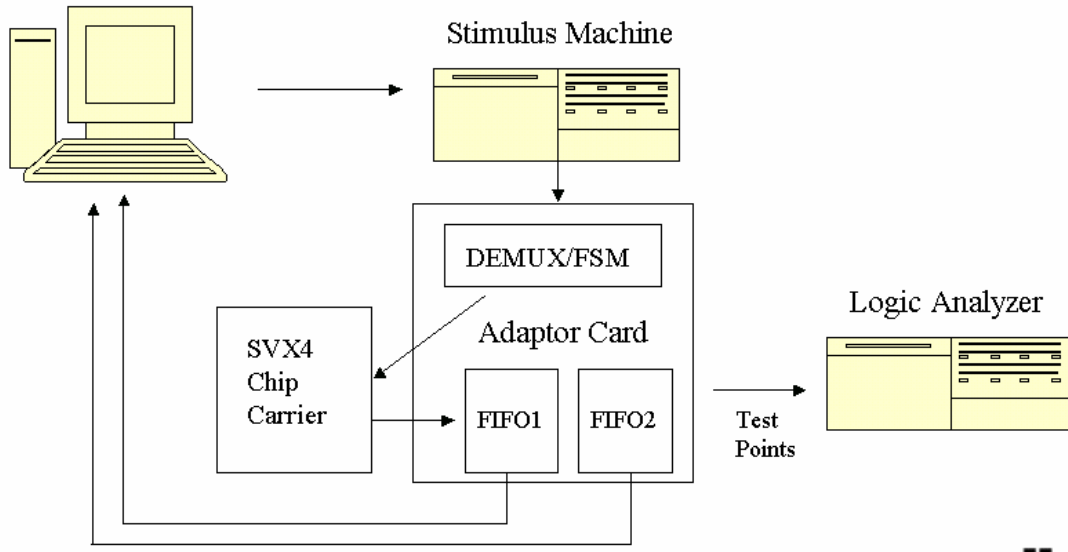 Stimulus Machine
DEMUX/FSM
Logic Analyzer
Adaptor Card
SVX4
Chip
Carrier
FIFO1
FIFO2
Test
Points